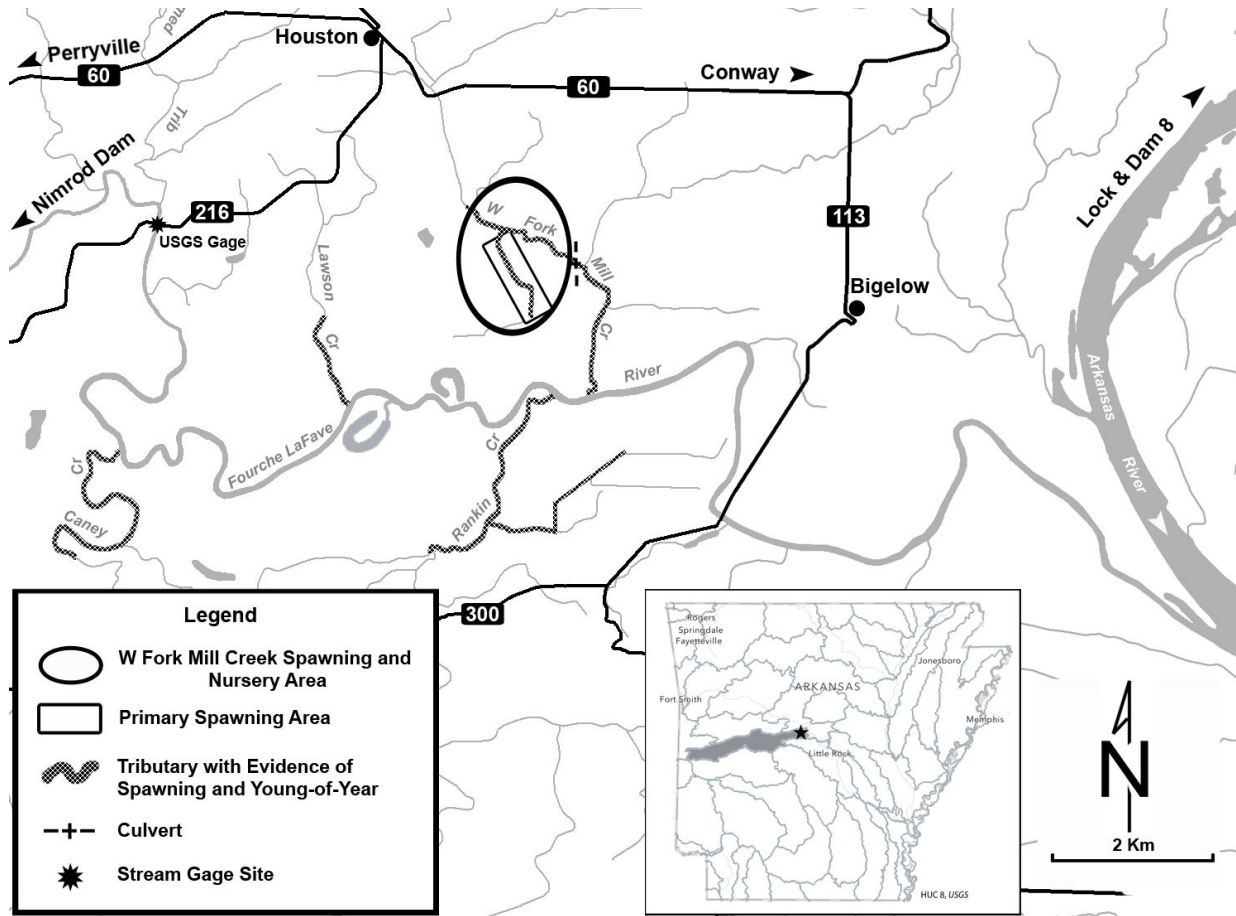 Perryville
60
Houston
Conway
60
med
Trib
Nimrod Dam
216
USGS Gage
Lawson
Cr
W
Fork
Mill
Cr
113
Bigelow
Lock & Dam 8
Arkansas
River
River
Fourche LaFave
Cr
Caney
Cr
Rankin
300
Legend
W Fork Mill Creek Spawning and
Nursery Area
Primary Spawning Area
Tributary with Evidence of
Spawning and Young-of-Year
Culvert
Stream Gage Site
Rogers
Springdale
Fayetteville
Jonesboro
ARKANSAS
Fort Smith
Memphis
Little Rock
HUC 8, USGS
N
2 Km